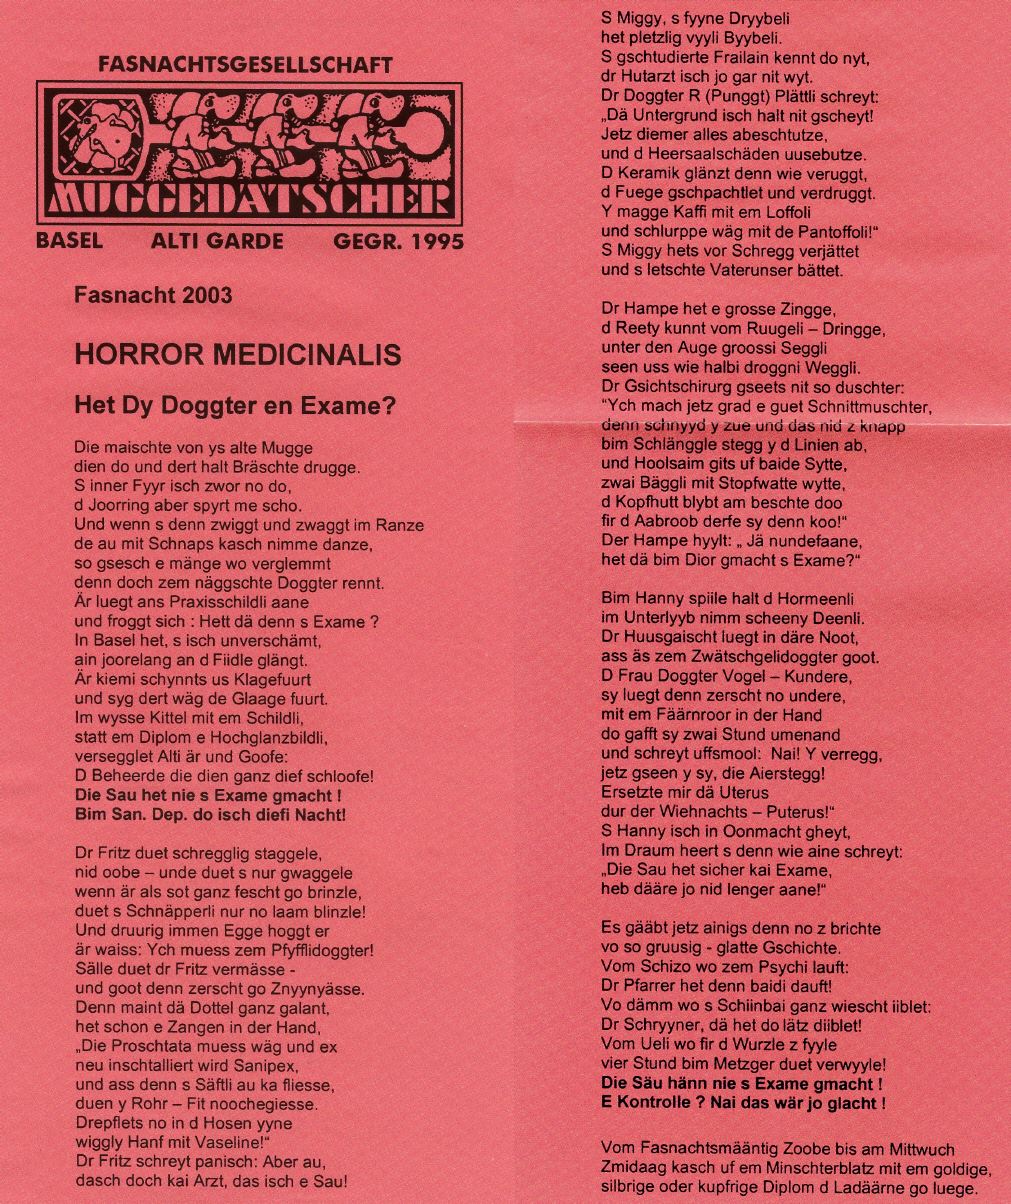 FASNACHTSGESELLSCHAFT
MUGGEDÄTSCHER
BASEL ALTI GARDE GEGR. 1995
Fasnacht 2003
HORROR MEDICINALIS
Het Dy Doggter en Exame?
Die maischte von ys alte Mugge
dien do und dert halt Bräschte drugge.
S inner Fyyr isch zwor no do,
d Joorring aber spyrt me scho.
Und wenn s denn zwiggt und zwaggt im Ranze
de au mit Schnaps kasch nimme danze,
so gsesch e mänge wo verglemmt
denn doch zem näggschte Doggter rennt.
Är luegt ans Praxisschildli aane
und froggt sich : Hett dä denn s Exame ?
In Basel het, s isch unverschämt,
ain joorelang an d Fiidle glängt.
Är kiemi schynnts us Klagefuurt
und syg dert wäg de Glaage fuurt.
Im wysse Kittel mit em Schildli,
statt em Diplom e Hochglanzbildli,
versegglet Alti är und Goofe:
D Beheerde die dien ganz dief schloofe!
Die Sau het nie s Exame gmacht !
Bim San. Dep. do isch diefi Nacht!
Dr Fritz duet schregglig staggele,
nid oobe – unde duet s nur gwaggele
wenn är als sot ganz fescht go brinzle,
duet s Schnäpperli nur no laam blinzle!
Und druurig immen Egge hoggt er
är waiss: Ych muess zem Pfyfflidoggter!
Sälle duet dr Fritz vermässe -
und goot denn zerscht go Znyynyässe.
Denn maint dä Dottel ganz galant,
het schon e Zangen in der Hand,
„Die Proschtata muess wäg und ex
neu inschtalliert wird Sanipex,
und ass denn s Säftli au ka fliesse,
duen y Rohr – Fit noochegiesse.
Drepflets no in d Hosen yyne
wiggly Hanf mit Vaseline!“
Dr Fritz schreyt panisch: Aber au,
dasch doch kai Arzt, das isch e Sau!
S Miggy, s fyyne Dryybeli
het pletzlig vyyli Byybeli.
S gschtudierte Frailain kennt do nyt,
dr Hutarzt isch jo gar nit wyt.
Dr Doggter R (Punggt) Plättli schreyt:
„Dä Untergrund isch halt nit gscheyt!
Jetz diemer alles abeschtutze,
und d Heersaalschäden uusebutze.
D Keramik glänzt denn wie veruggt,
d Fuege gschpachtlet und verdruggt.
Y magge Kaffi mit em Loffoli
und schlurppe wäg mit de Pantoffoli!“
S Miggy hets vor Schregg verjättet
und s letschte Vaterunser bättet.
Dr Hampe het e grosse Zingge,
d Reety kunnt vom Ruugeli – Dringge,
unter den Auge groossi Seggli
seen uss wie halbi droggni Weggli.
Dr Gsichtschirurg gseets nit so duschter:
“Ych mach jetz grad e guet Schnittmuschter,
denn schnyyd y zue und das nid z knapp
bim Schlänggle stegg y d Linien ab,
und Hoolsaim gits uf baide Sytte,
zwai Bäggli mit Stopfwatte wytte,
d Kopfhutt blybt am beschte doo
fir d Aabroob derfe sy denn koo!“
Der Hampe hyylt: „ Jä nundefaane,
het dä bim Dior gmacht s Exame?“
Bim Hanny spiile halt d Hormeenli
im Unterlyyb nimm scheeny Deenli.
Dr Huusgaischt luegt in däre Noot,
ass äs zem Zwätschgelidoggter goot.
D Frau Doggter Vogel – Kundere,
sy luegt denn zerscht no undere,
mit em Fäärnroor in der Hand
do gafft sy zwai Stund umenand
und schreyt uffsmool: Nai! Y verregg,
jetz gseen y sy, die Aierstegg!
Ersetzte mir dä Uterus
dur der Wiehnachts – Puterus!“
S Hanny isch in Oonmacht gheyt,
Im Draum heert s denn wie aine schreyt:
„Die Sau het sicher kai Exame,
heb dääre jo nid lenger aane!“
Es gääbt jetz ainigs denn no z brichte
vo so gruusig - glatte Gschichte.
Vom Schizo wo zem Psychi lauft:
Dr Pfarrer het denn baidi dauft!
Vo dämm wo s Schiinbai ganz wiescht iiblet:
Dr Schryyner, dä het do lätz diiblet!
Vom Ueli wo fir d Wurzle z fyyle
vier Stund bim Metzger duet verwyyle!
Die Säu hänn nie s Exame gmacht !
E Kontrolle ? Nai das wär jo glacht !
Vom Fasnachtsmääntig Zoobe bis am Mittwuch
Zmidaag kasch uf em Minschterblatz mit em goldige,
silbrige oder kupfrige Diplom d Ladäärne go luege.